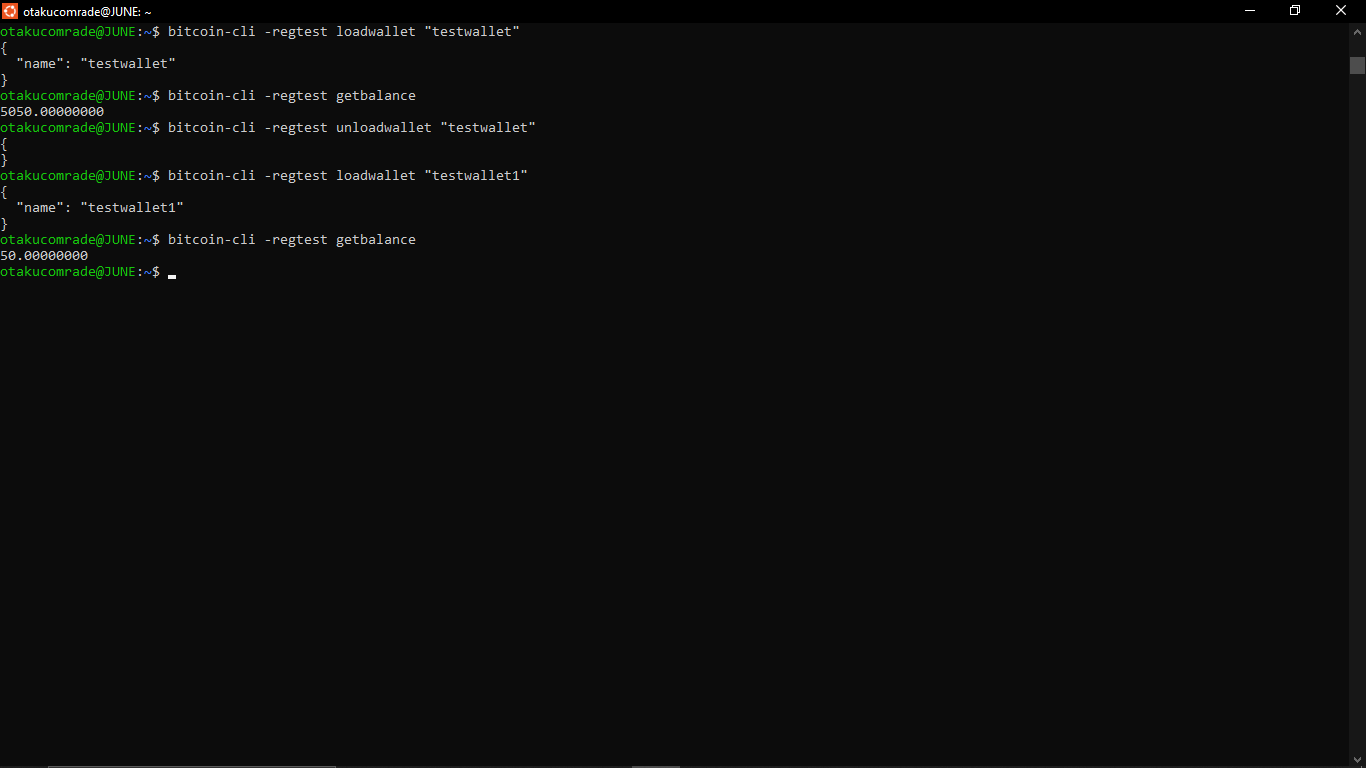 otakucomrade@JUNE: ~
otakucomrade@JUNE:~$ bitcoin-cli -regtest loadwallet "testwallet"
{
  "name": "testwallet"
}
otakucomrade@JUNE:~$ bitcoin-cli -regtest getbalance
5050.00000000
otakucomrade@JUNE:~$ bitcoin-cli -regtest unloadwallet "testwallet"
{
}
otakucomrade@JUNE:~$ bitcoin-cli -regtest loadwallet "testwallet1"
{
  "name": "testwallet1"
}
otakucomrade@JUNE:~$ bitcoin-cli -regtest getbalance
50.00000000
otakucomrade@JUNE:~$